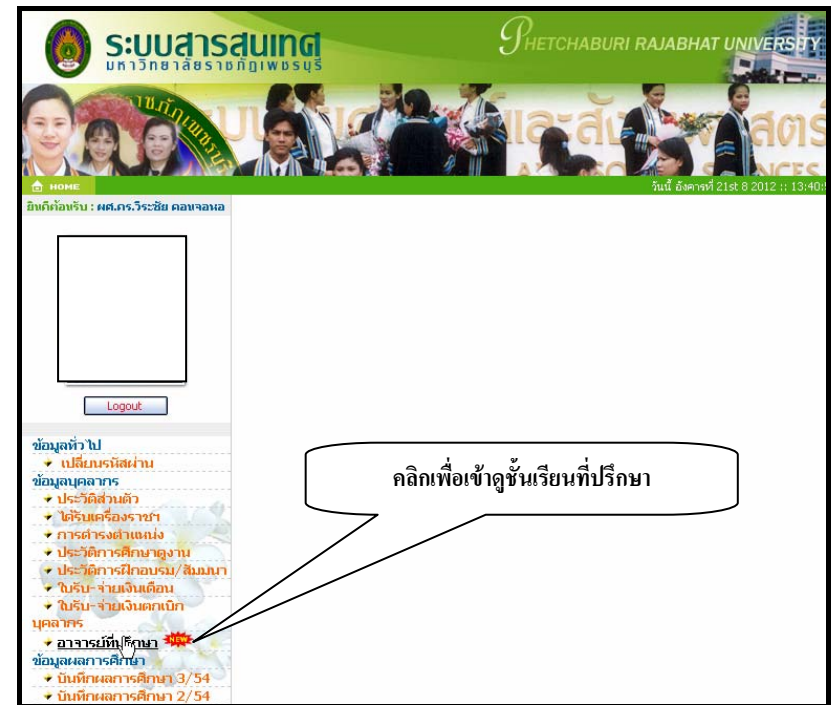 ระบบสารสนเทศ
มหาวิทยาลัยราชภัฏเพชรบุรี
PHETCHABURI RAJABHAT UNIVERSITY
HOME
วันนี้ อังคารที่ 21st 8 2012 :: 13:40:
ยินดีต้อนรับ : ผศ.ดร.วิระชัย คอนจอหอ
Logout
ข้อมูลทั่วไป
เปลี่ยนรหัสผ่าน
ข้อมูลบุคลากร
ประวัติส่วนตัว
ได้รับเครื่องราชฯ
การดำรงตำแหน่ง
ประวัติการศึกษาดูงาน
ประวัติการฝึกอบรม/สัมมนา
ใบรับ-จ่ายเงินเดือน
ใบรับ-จ่ายเงินตกเบิก
บุคลากร
อาจารย์ที่ปรึกษา NEW
ข้อมูลผลการศึกษา
บันทึกผลการศึกษา 3/54
บันทึกผลการศึกษา 2/54
คลิกเพื่อเข้าดูชั้นเรียนที่ปรึกษา